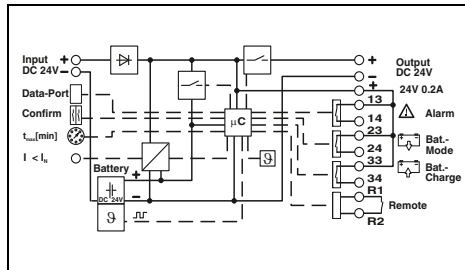 Input
DC 24V
+
−
Data-Port
Confirm
tmax[min]
I < IN
Battery
+
−
DC 24V
ϑ
μC
ϑ
+
−
+
Output
DC 24V
24V 0.2A
13
14
Alarm
23
24
Bat.-
Mode
33
34
Bat.-
Charge
R1
R2
Remote